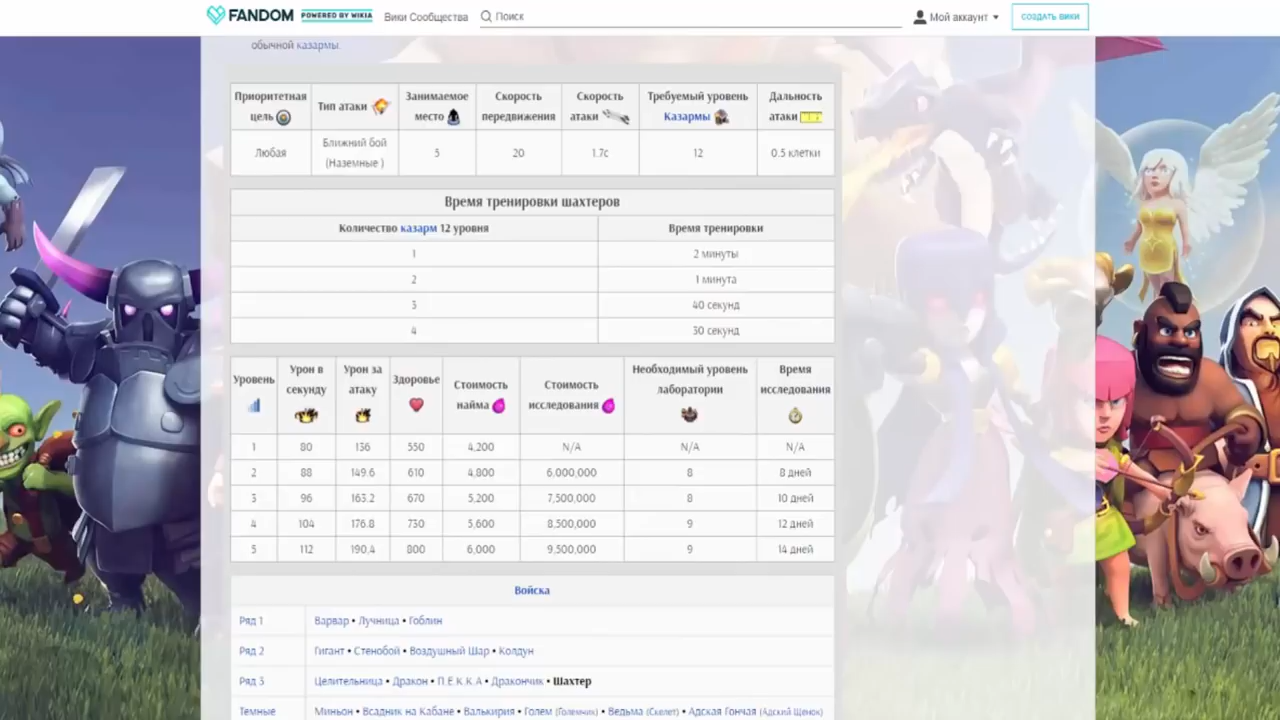 FANDOM POWERED BY WIKIA Вики Сообщества Поиск Мой аккаунт СОЗДАТЬ ВИКИ
обычной казармы.
Приоритетная цель Тип атаки Занимаемое место Скорость передвижения Скорость атаки Требуемый уровень Казармы Дальность атаки
Любая Ближний бой (Наземные ) 5 20 1.7с 12 0.5 клетки
Время тренировки шахтеров
Количество казарм 12 уровня Время тренировки
1 2 минуты
2 1 минута
3 40 секунд
4 30 секунд
Уровень Урон в секунду Урон за атаку Здоровье Стоимость найма Стоимость исследования Необходимый уровень лаборатории Время исследования
1 80 136 550 4,200 N/A N/A N/A
2 88 149.6 610 4,800 6,000,000 8 8 дней
3 96 163.2 670 5,200 7,500,000 8 10 дней
4 104 176.8 730 5,600 8,500,000 9 12 дней
5 112 190.4 800 6,000 9,500,000 9 14 дней
Войска
Ряд 1 Варвар • Лучница • Гоблин
Ряд 2 Гигант • Стенобой • Воздушный Шар • Колдун
Ряд 3 Целительница • Дракон • П.Е.К.К.А • Дракончик • Шахтер
Темные Миньон • Всадник на Кабане • Валькирия • Голем (Големчик) • Ведьма (Скелет) • Адская Гончая (Адский Щенок)